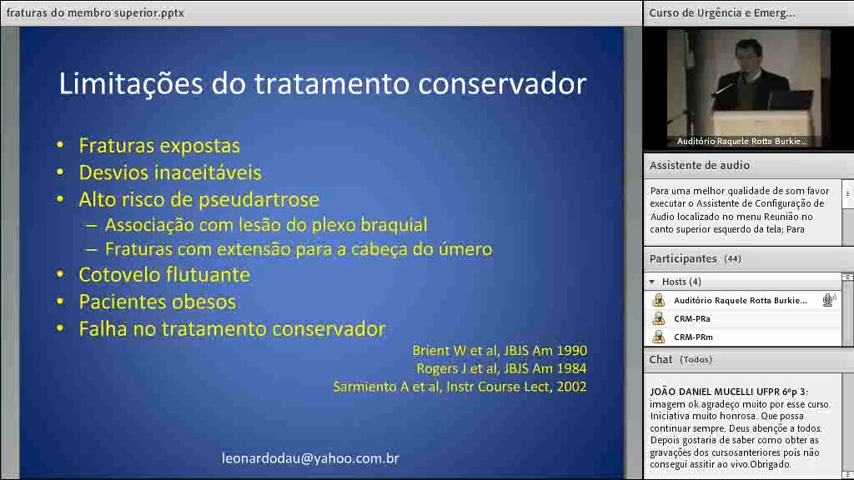 fraturas do membro superior.pptx
Limitações do tratamento conservador
• Fraturas expostas
• Desvios inaceitáveis
• Alto risco de pseudartrose
– Associação com lesão do plexo braquial
– Fraturas com extensão para a cabeça do úmero
• Cotovelo flutuante
• Pacientes obesos
• Falha no tratamento conservador
Brient W et al, JBJS Am 1990
Rogers J et al, JBJS Am 1984
Sarmiento A et al, Instr Course Lect, 2002
leonardodau@yahoo.com.br
Curso de Urgência e Emerg...
Auditório Raquele Rotta Burkie...
Assistente de audio
Para uma melhor qualidade de som favor
executar o Assistente de Configuração de
Audio localizado no menu Reunião no
canto superior esquerdo da tela; Para
Participantes (44)
Hosts (4)
Auditório Raquele Rotta Burkie...
CRM-PRa
CRM-PRm
Chat (Todos)
JOÃO DANIEL MUCELLI UFPR 6ºp 3:
imagem ok agradeço muito por esse curso.
Iniciativa muito honrosa. Que possa
continuar sempre. Deus abençõe a todos.
Depois gostaria de saber como obter as
gravações dos cursosanteriores pois não
consegui assitir ao vivo.Obrigado.